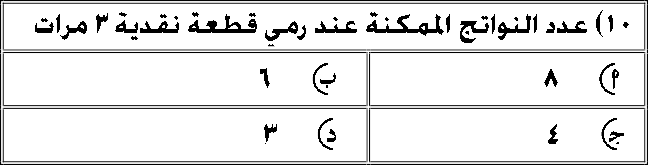 ١٠) عدد النواتج الممكنة عند رمي قطعة نقدية ٣ مرات
أ) ٨ ب) ٦
ج) ٤ د) ٣